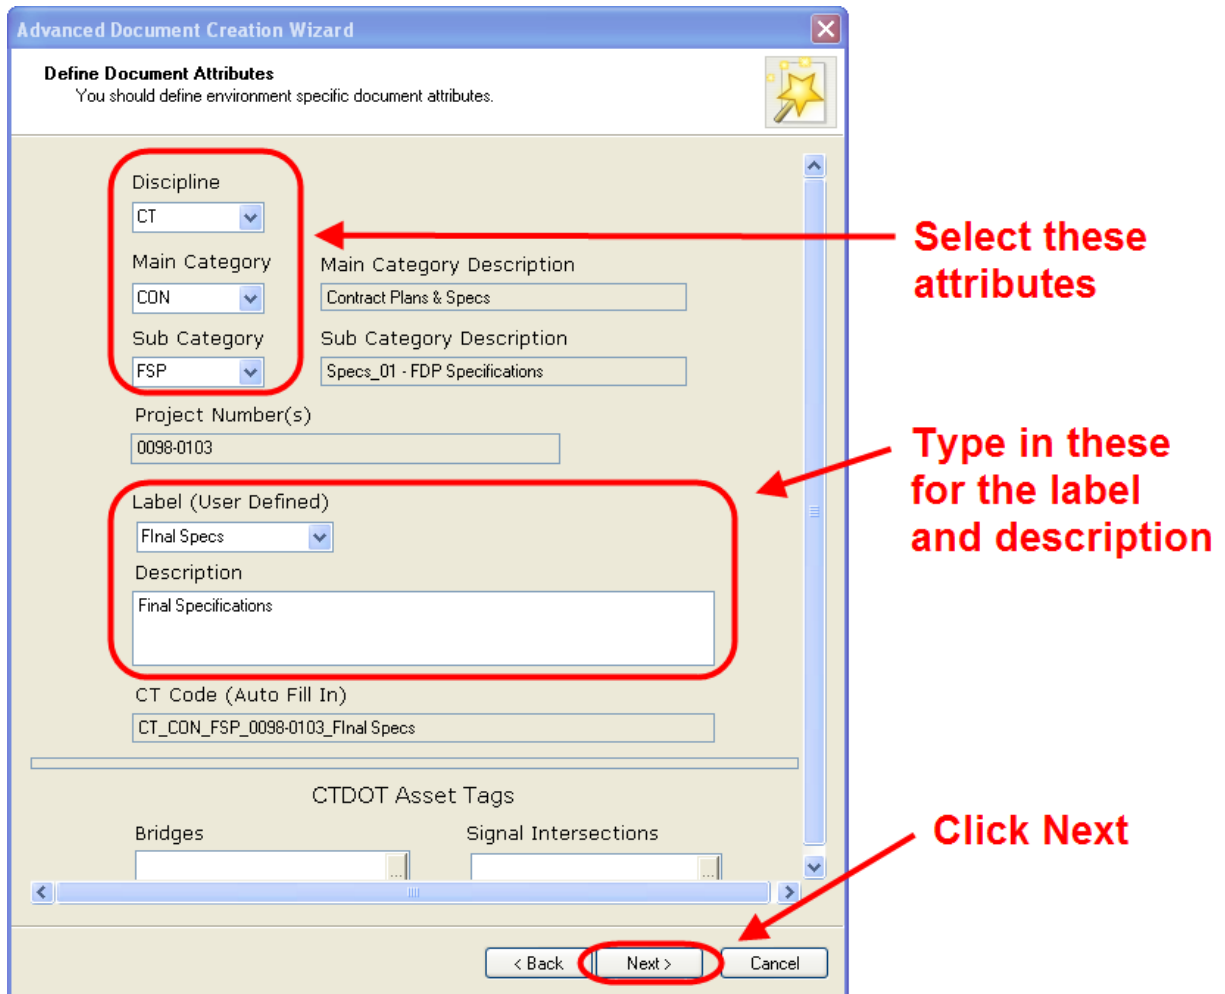 Advanced Document Creation Wizard
Define Document Attributes
You should define environment specific document attributes.
Discipline
CT
Main Category
Main Category Description
CON
Contract Plans & Specs
Sub Category
Sub Category Description
FSP
Specs_01 - FDP Specifications
Project Number(s)
0098-0103
Label (User Defined)
FInal Specs
Description
Final Specifications
CT Code (Auto Fill In)
CT_CON_FSP_0098-0103_FInal Specs
CTDOT Asset Tags
Bridges
Signal Intersections
...
...
< Back
Next >
Cancel
Select these
attributes
Type in these
for the label
and description
Click Next